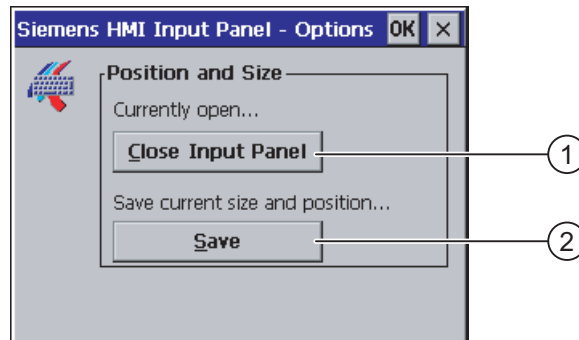 Siemens HMI Input Panel - Options OK ×
Position and Size
Currently open...
Close Input Panel
1
Save current size and position...
Save
2